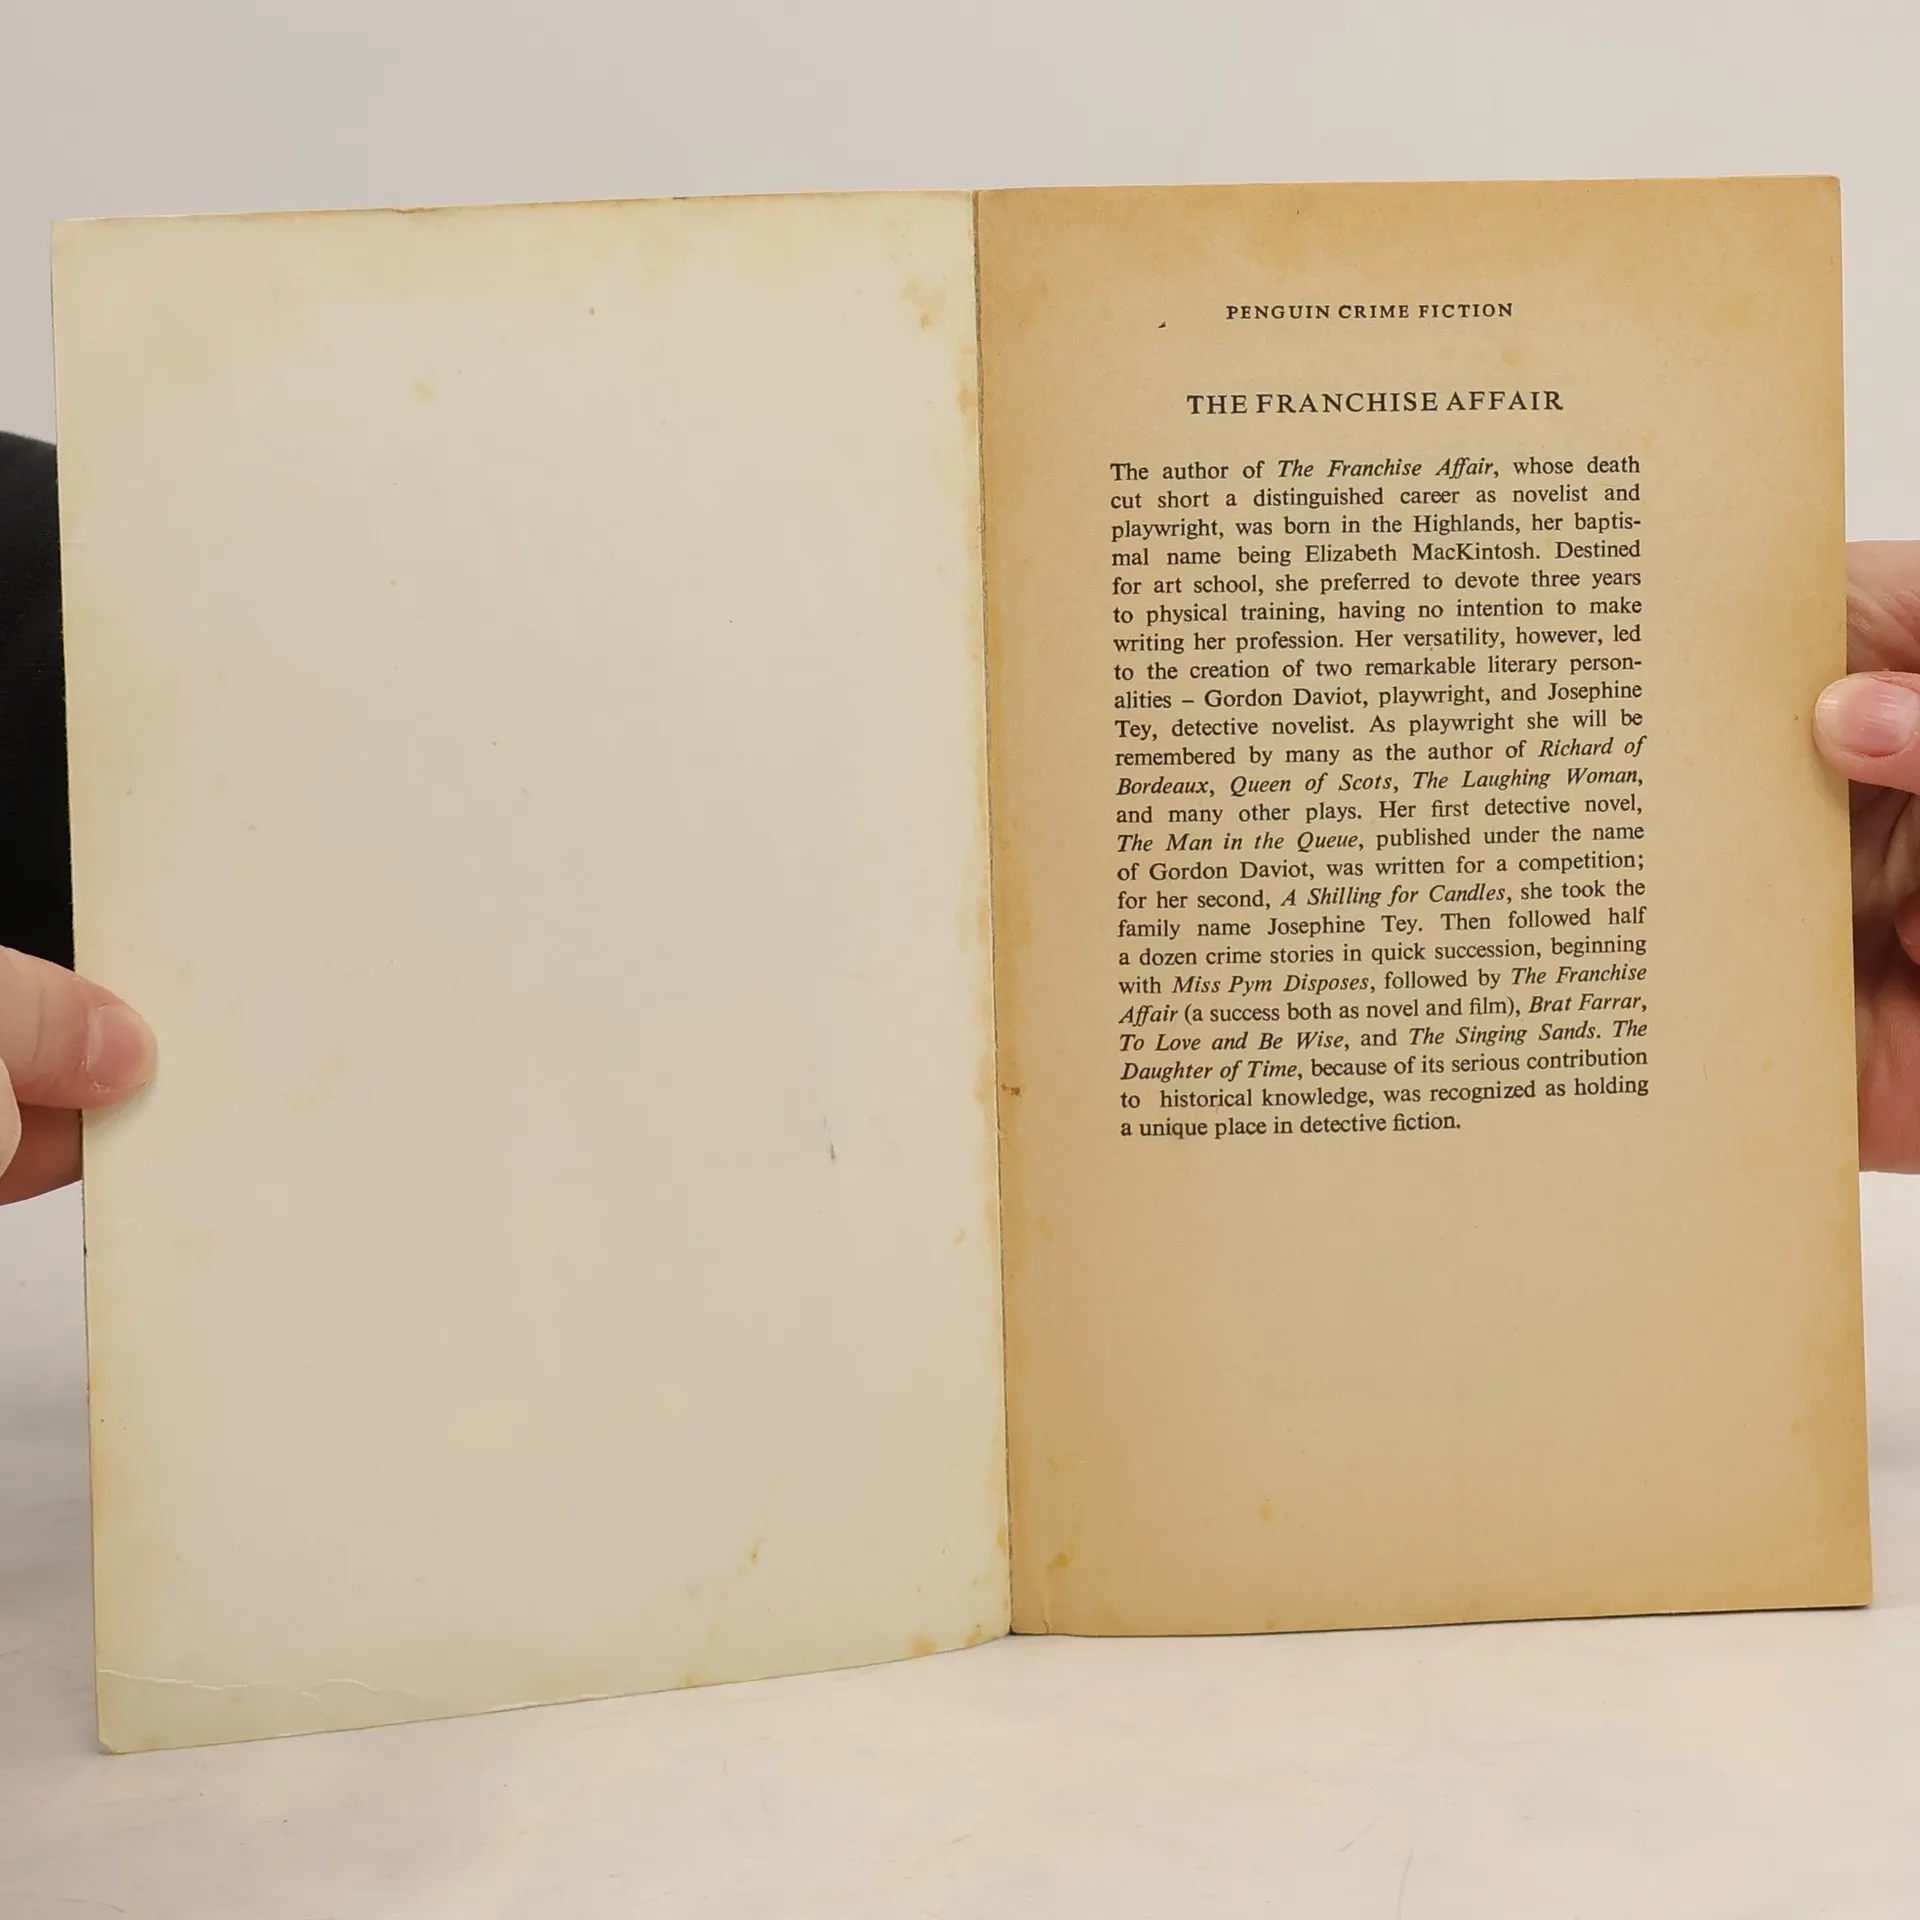 PENGUIN CRIME FICTION
THE FRANCHISE AFFAIR
The author of The Franchise Affair, whose death
cut short a distinguished career as novelist and
playwright, was born in the Highlands, her baptis-
mal name being Elizabeth MacKintosh. Destined
for art school, she preferred to devote three years
to physical training, having no intention to make
writing her profession. Her versatility, however, led
to the creation of two remarkable literary person-
alities – Gordon Daviot, playwright, and Josephine
Tey, detective novelist. As playwright she will be
remembered by many as the author of Richard of
Bordeaux, Queen of Scots, The Laughing Woman,
and many other plays. Her first detective novel,
The Man in the Queue, published under the name
of Gordon Daviot, was written for a competition;
for her second, A Shilling for Candles, she took the
family name Josephine Tey. Then followed half
a dozen crime stories in quick succession, beginning
with Miss Pym Disposes, followed by The Franchise
Affair (a success both as novel and film), Brat Farrar,
To Love and Be Wise, and The Singing Sands. The
Daughter of Time, because of its serious contribution
to historical knowledge, was recognized as holding
a unique place in detective fiction.